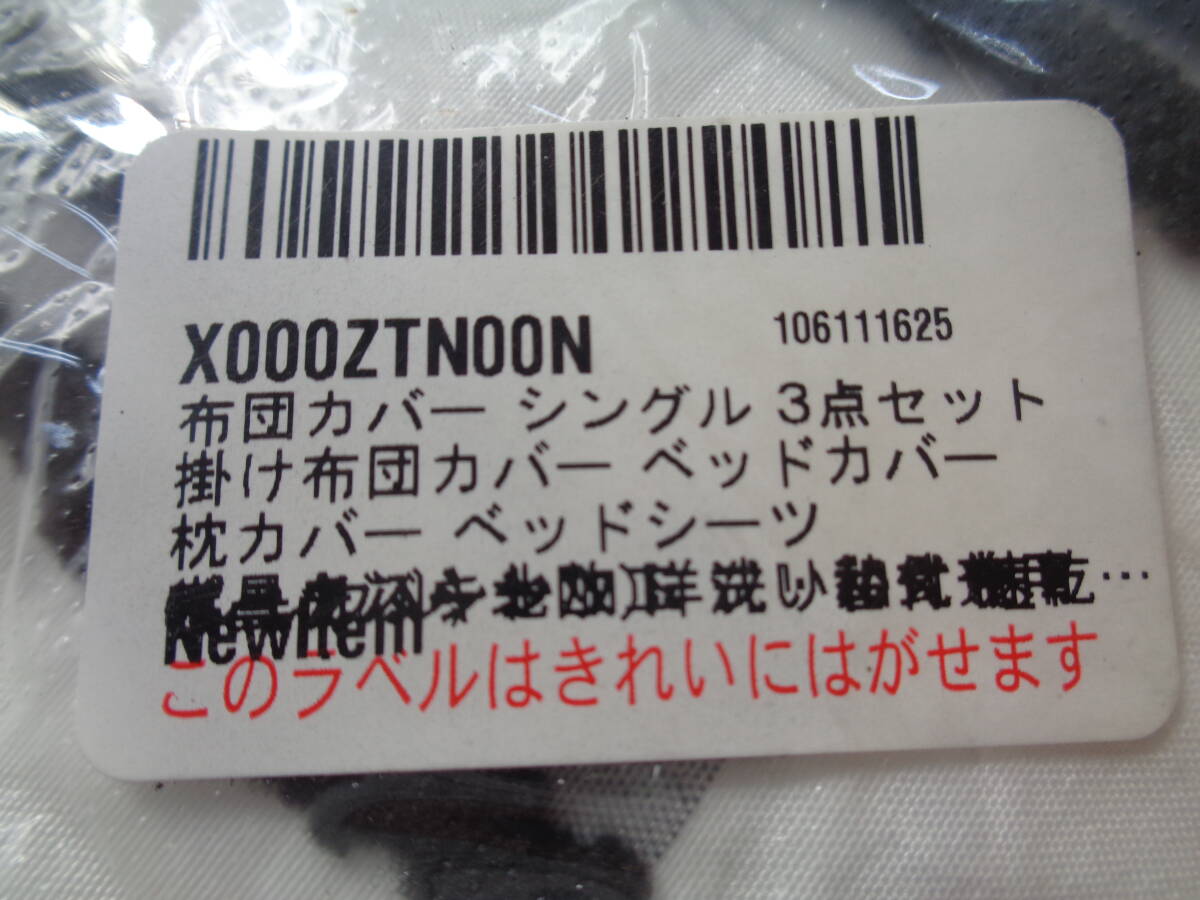 X000ZTN00N 106111625
布団カバー シングル 3点セット
掛け布団カバー ベッドカバー
枕カバー ベッドシーツ
NewItem
このラベルはきれいにはがせます